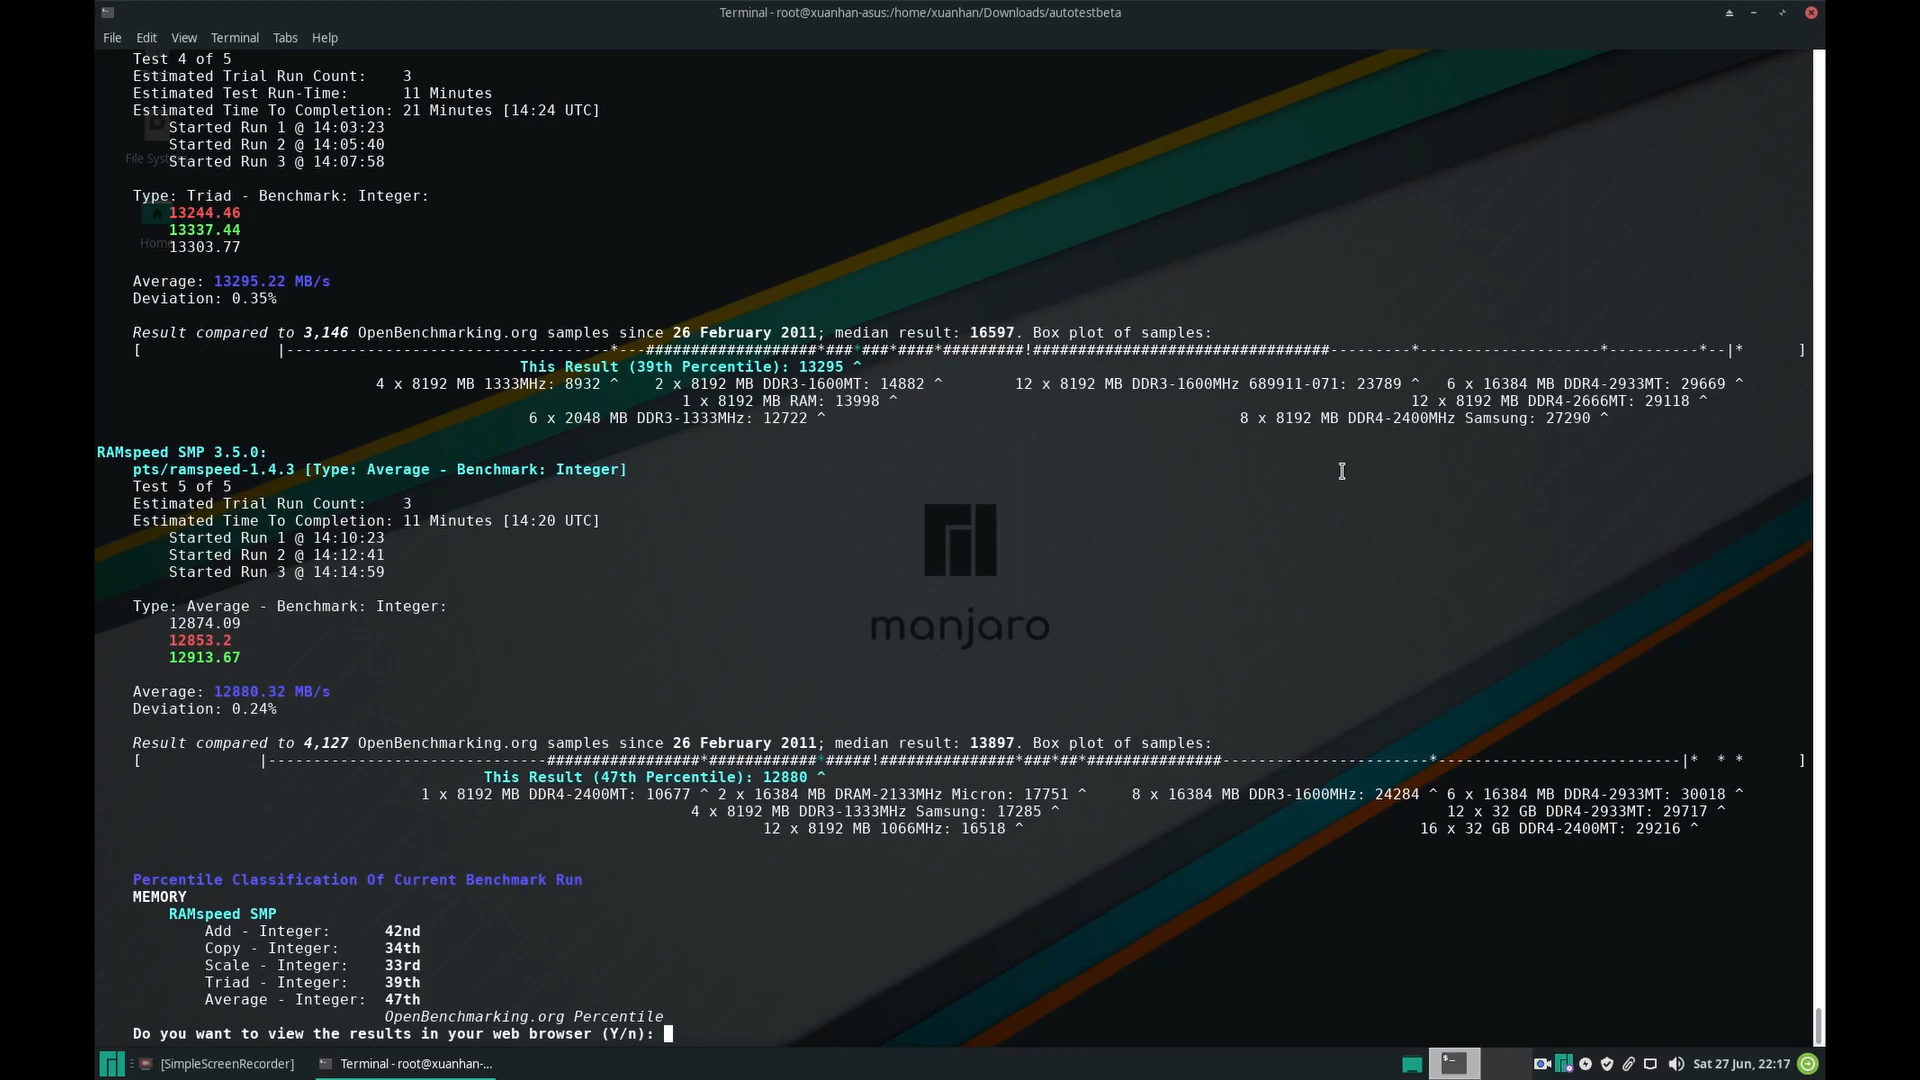 Terminal - root@xuanhan-asus:/home/xuanhan/Downloads/autotestbeta
File Edit View Terminal Tabs Help
Test 4 of 5
Estimated Trial Run Count: 3
Estimated Test Run-Time: 11 Minutes
Estimated Time To Completion: 21 Minutes [14:24 UTC]
Started Run 1 @ 14:03:23
Started Run 2 @ 14:05:40
File Sys
Started Run 3 @ 14:07:58
Type: Triad - Benchmark: Integer:
13244.46
13337.44
Home
13303.77
Average: 13295.22 MB/s
Deviation: 0.35%
Result compared to 3,146 OpenBenchmarking.org samples since 26 February 2011; median result: 16597. Box plot of samples:
[ |------------------------------------*---###################*###*###*####*#########!#################################---------*--------------------*----------*--|* ]
This Result (39th Percentile): 13295 ^
4 x 8192 MB 1333MHz: 8932 ^ 2 x 8192 MB DDR3-1600MT: 14882 ^ 12 x 8192 MB DDR3-1600MHz 689911-071: 23789 ^ 6 x 16384 MB DDR4-2933MT: 29669 ^
1 x 8192 MB RAM: 13998 ^ 12 x 8192 MB DDR4-2666MT: 29118 ^
6 x 2048 MB DDR3-1333MHz: 12722 ^ 8 x 8192 MB DDR4-2400MHz Samsung: 27290 ^
RAMspeed SMP 3.5.0:
pts/ramspeed-1.4.3 [Type: Average - Benchmark: Integer]
Test 5 of 5
Estimated Trial Run Count: 3
Estimated Time To Completion: 11 Minutes [14:20 UTC]
Started Run 1 @ 14:10:23
Started Run 2 @ 14:12:41
Started Run 3 @ 14:14:59
Type: Average - Benchmark: Integer:
12874.09
manjaro
12853.2
12913.67
Average: 12880.32 MB/s
Deviation: 0.24%
Result compared to 4,127 OpenBenchmarking.org samples since 26 February 2011; median result: 13897. Box plot of samples:
[ |-------------------------------#################*############*#####!###############*###*##*###############-----------------------*---------------------------|* * * ]
This Result (47th Percentile): 12880 ^
1 x 8192 MB DDR4-2400MT: 10677 ^ 2 x 16384 MB DRAM-2133MHz Micron: 17751 ^ 8 x 16384 MB DDR3-1600MHz: 24284 ^ 6 x 16384 MB DDR4-2933MT: 30018 ^
4 x 8192 MB DDR3-1333MHz Samsung: 17285 ^ 12 x 32 GB DDR4-2933MT: 29717 ^
12 x 8192 MB 1066MHz: 16518 ^ 16 x 32 GB DDR4-2400MT: 29216 ^
Percentile Classification Of Current Benchmark Run
MEMORY
RAMspeed SMP
Add - Integer: 42nd
Copy - Integer: 34th
Scale - Integer: 33rd
Triad - Integer: 39th
Average - Integer: 47th
OpenBenchmarking.org Percentile
Do you want to view the results in your web browser (Y/n):
[SimpleScreenRecorder] Terminal - root@xuanhan-... Sat 27 Jun, 22:17